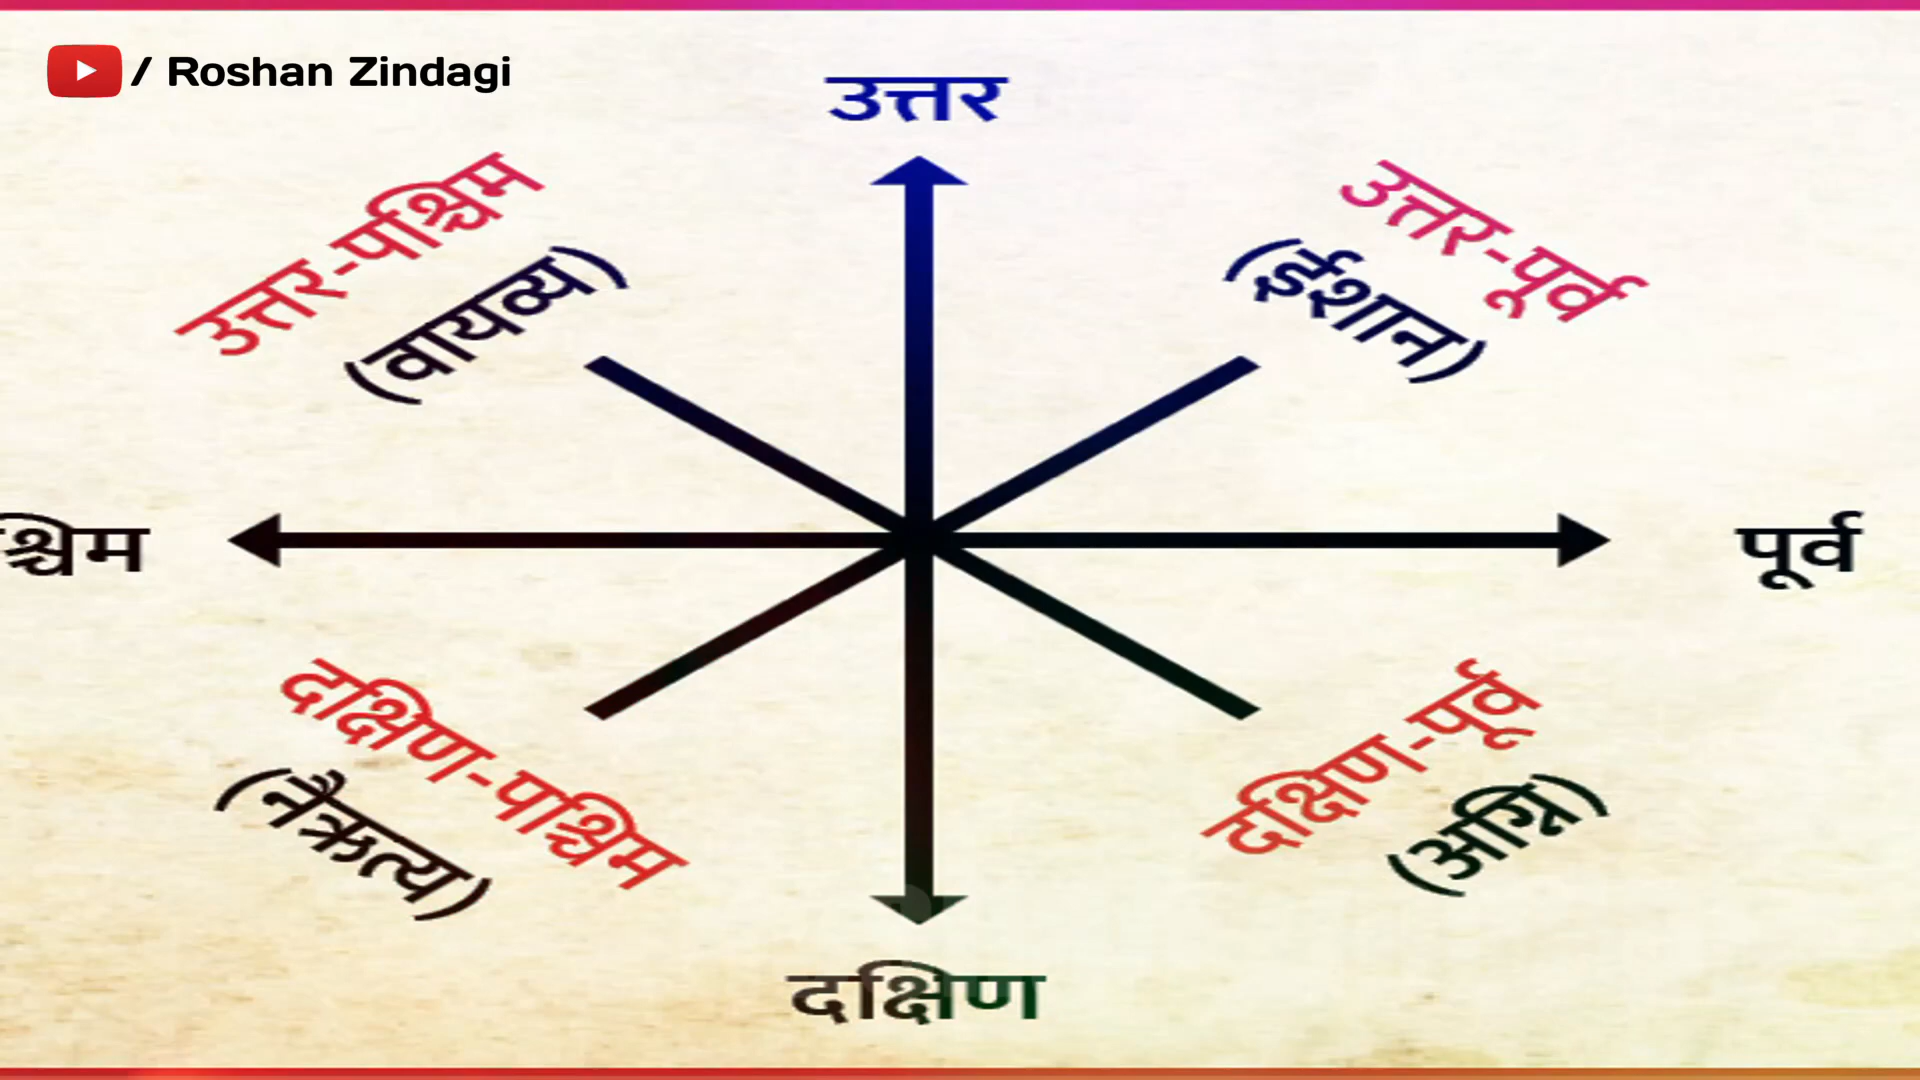 / Roshan Zindagi
उत्तर
उत्तर-पश्चिम
(वायव्य)
उत्तर-पूर्व
(ईशान)
श्चिम
पूर्व
दक्षिण-पश्चिम
(नैऋत्य)
दक्षिण-पूर्व
(अग्नि)
दक्षिण